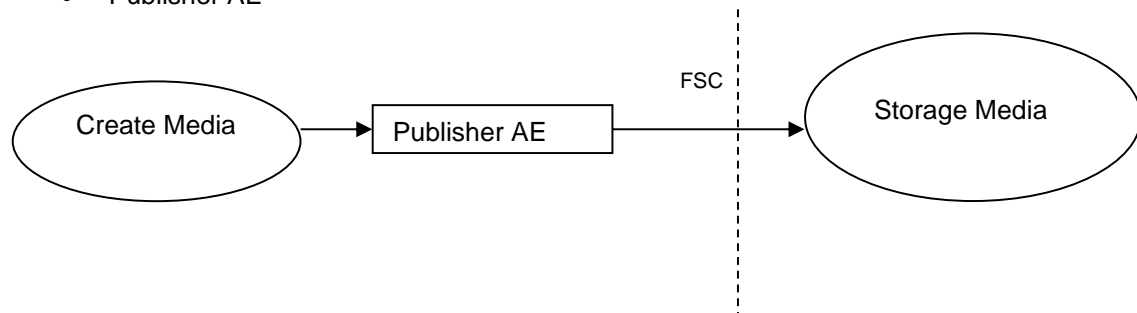 • Publisher AE
FSC
Create Media
Publisher AE
Storage Media